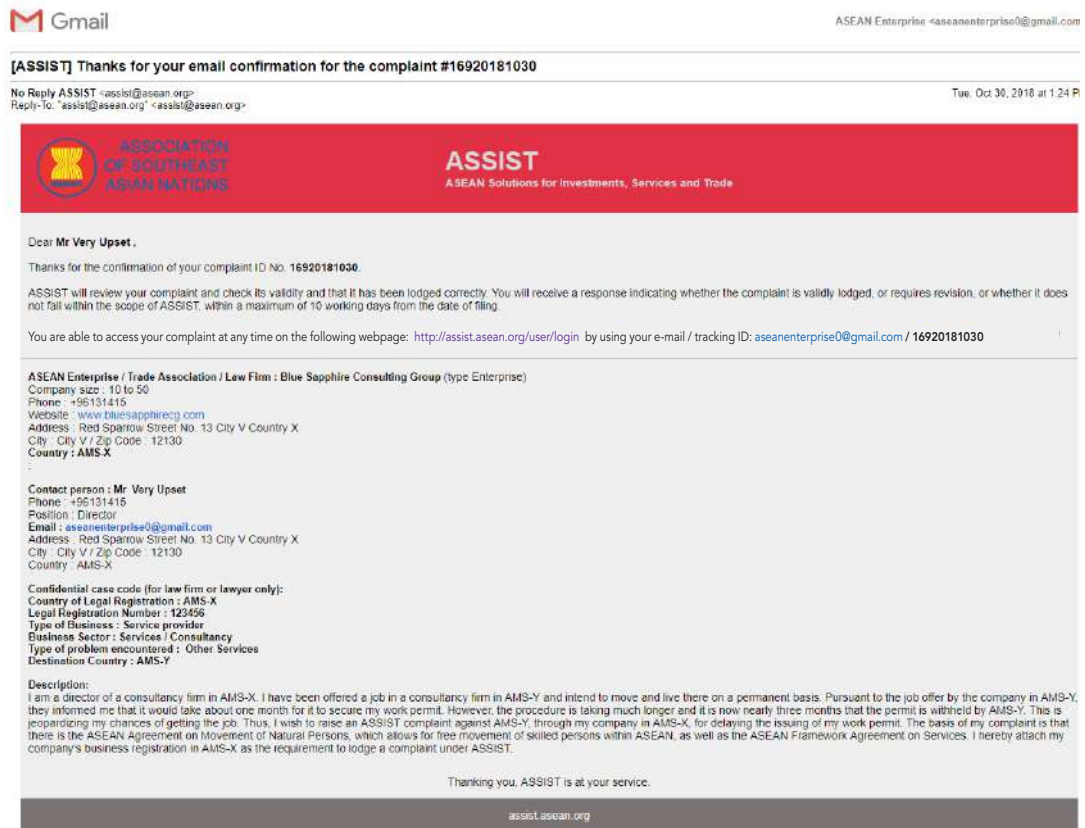 Gmail
ASEAN Enterprise <aseanenterprise0@gmail.com
[ASSIST] Thanks for your email confirmation for the complaint #16920181030
No Reply ASSIST <assist@asean.org>
Tue, Oct 30, 2018 at 1:24 P
Reply-To: "assist@asean.org" <assist@asean.org>
ASSOCIATION
OF SOUTHEAST
ASIAN NATIONS
ASSIST
ASEAN Solutions for Investments, Services and Trade
Dear Mr Very Upset ,
Thanks for the confirmation of your complaint ID No. 16920181030.
ASSIST will review your complaint and check its validity and that it has been lodged correctly. You will receive a response indicating whether the complaint is validly lodged, or requires revision, or whether it does
not fall within the scope of ASSIST, within a maximum of 10 working days from the date of filing.
You are able to access your complaint at any time on the following webpage: http://assist.asean.org/user/login by using your e-mail / tracking ID: aseanenterprise0@gmail.com / 16920181030
ASEAN Enterprise / Trade Association / Law Firm : Blue Sapphire Consulting Group (type Enterprise)
Company size : 10 to 50
Phone : +96131415
Website : www.bluesapphirecg.com
Address : Red Sparrow Street No. 13 City V Country X
City : City V / Zip Code : 12130
Country : AMS-X
:
Contact person : Mr Very Upset
Phone : +96131415
Position : Director
Email : aseanenterprise0@gmail.com
Address : Red Sparrow Street No. 13 City V Country X
City : City V / Zip Code : 12130
Country : AMS-X
Confidential case code (for law firm or lawyer only):
Country of Legal Registration : AMS-X
Legal Registration Number : 123456
Type of Business : Service provider
Business Sector : Services / Consultancy
Type of problem encountered : Other Services
Destination Country : AMS-Y
Description:
I am a director of a consultancy firm in AMS-X. I have been offered a job in a consultancy firm in AMS-Y and intend to move and live there on a permanent basis. Pursuant to the job offer by the company in AMS-Y,
they informed me that it would take about one month for it to secure my work permit. However, the procedure is taking much longer and it is now nearly three months that the permit is withheld by AMS-Y. This is
jeopardizing my chances of getting the job. Thus, I wish to raise an ASSIST complaint against AMS-Y, through my company in AMS-X, for delaying the issuing of my work permit. The basis of my complaint is that
there is the ASEAN Agreement on Movement of Natural Persons, which allows for free movement of skilled persons within ASEAN, as well as the ASEAN Framework Agreement on Services. I hereby attach my
company's business registration in AMS-X as the requirement to lodge a complaint under ASSIST.
Thanking you, ASSIST is at your service.
assist.asean.org